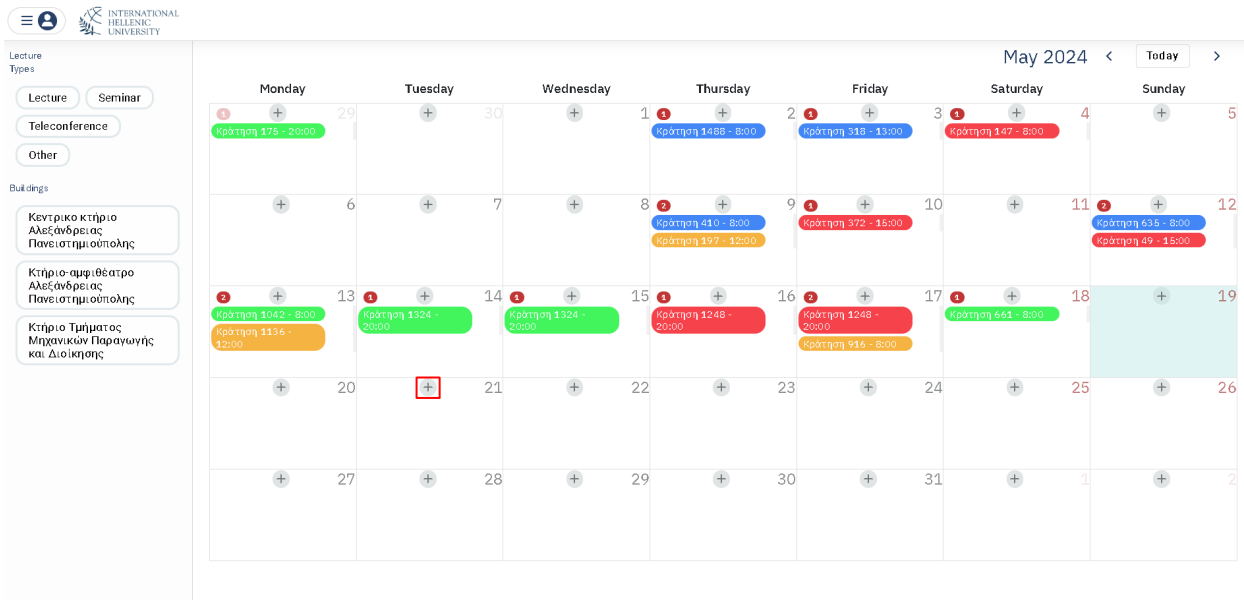 INTERNATIONAL
HELLENIC
UNIVERSITY
Lecture
Types
Lecture
Seminar
Teleconference
Other
Buildings
Κεντρικο κτήριο
Αλεξάνδρειας
Πανειστημιούπολης
Κτήριο-αμφιθέατρο
Αλεξάνδρειας
Πανειστημιούπολης
Κτήριο Τμήματος
Μηχανικών Παραγωγής
και Διοίκησης
May 2024 < Today >
Monday Tuesday Wednesday Thursday Friday Saturday Sunday
1 + 29 + 30 + 1 1 + 2 1 + 3 1 + 4 + 5
Κράτηση 175 - 20:00 Κράτηση 1488 - 8:00 Κράτηση 318 - 13:00 Κράτηση 147 - 8:00
+ 6 + 7 + 8 2 + 9 1 + 10 + 11 2 + 12
Κράτηση 410 - 8:00 Κράτηση 372 - 15:00 Κράτηση 635 - 8:00
Κράτηση 197 - 12:00 Κράτηση 49 - 15:00
2 + 13 1 + 14 1 + 15 1 + 16 2 + 17 1 + 18 + 19
Κράτηση 1042 - 8:00 Κράτηση 1324 - Κράτηση 1324 - Κράτηση 1248 - Κράτηση 1248 - Κράτηση 661 - 8:00
20:00 20:00 20:00 20:00
Κράτηση 1136 - Κράτηση 916 - 8:00
12:00
+ 20 + 21 + 22 + 23 + 24 + 25 + 26
+ 27 + 28 + 29 + 30 + 31 + 1 + 2